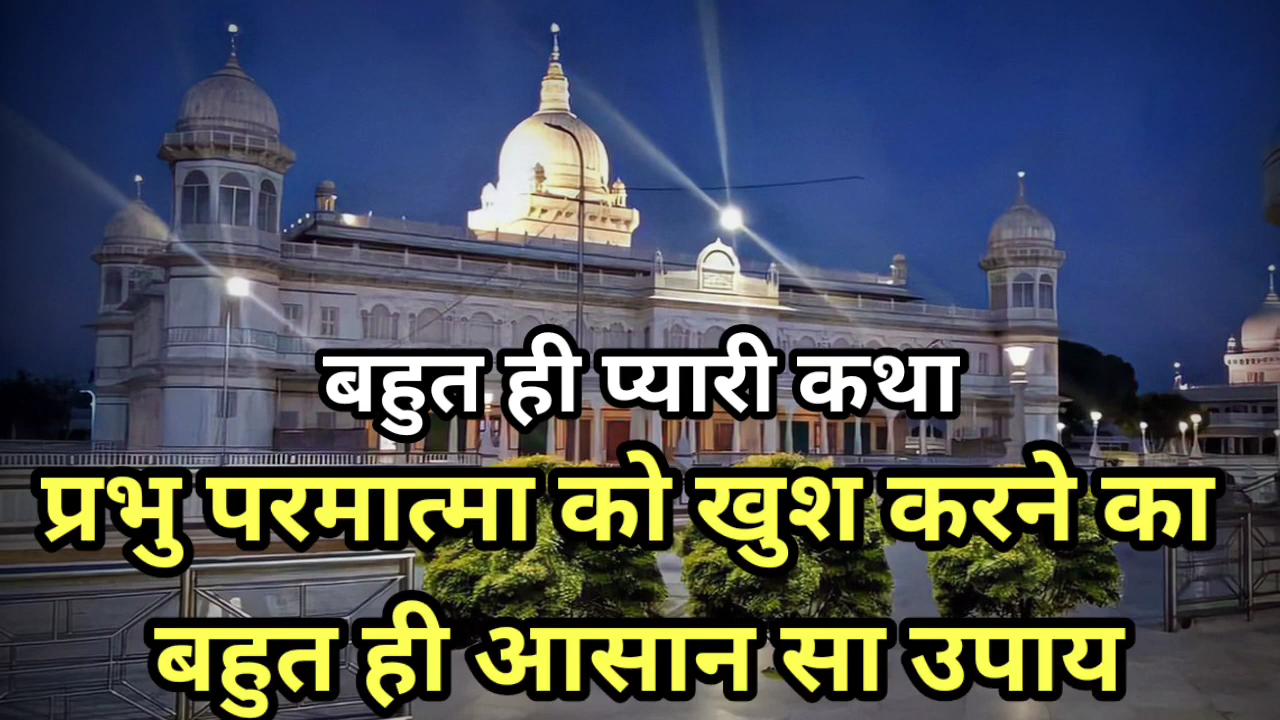 बहुत ही प्यारी कथा
प्रभु परमात्मा को खुश करने का
बहुत ही आसान सा उपाय